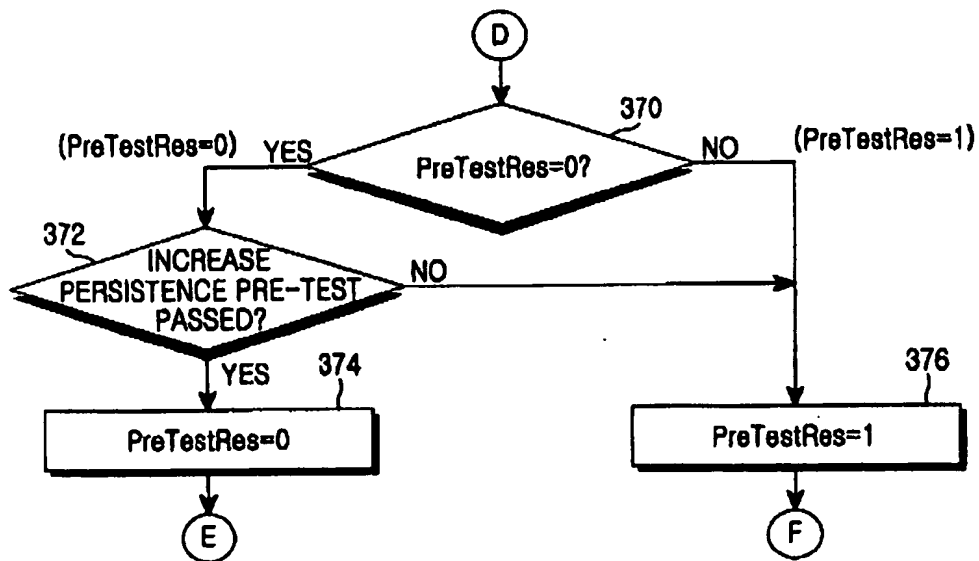 D
370
(PreTestRes=0)
YES
PreTestRes=0?
NO
(PreTestRes=1)
372
INCREASE
PERSISTENCE PRE-TEST
PASSED?
NO
YES
374
376
PreTestRes=0
PreTestRes=1
E
F